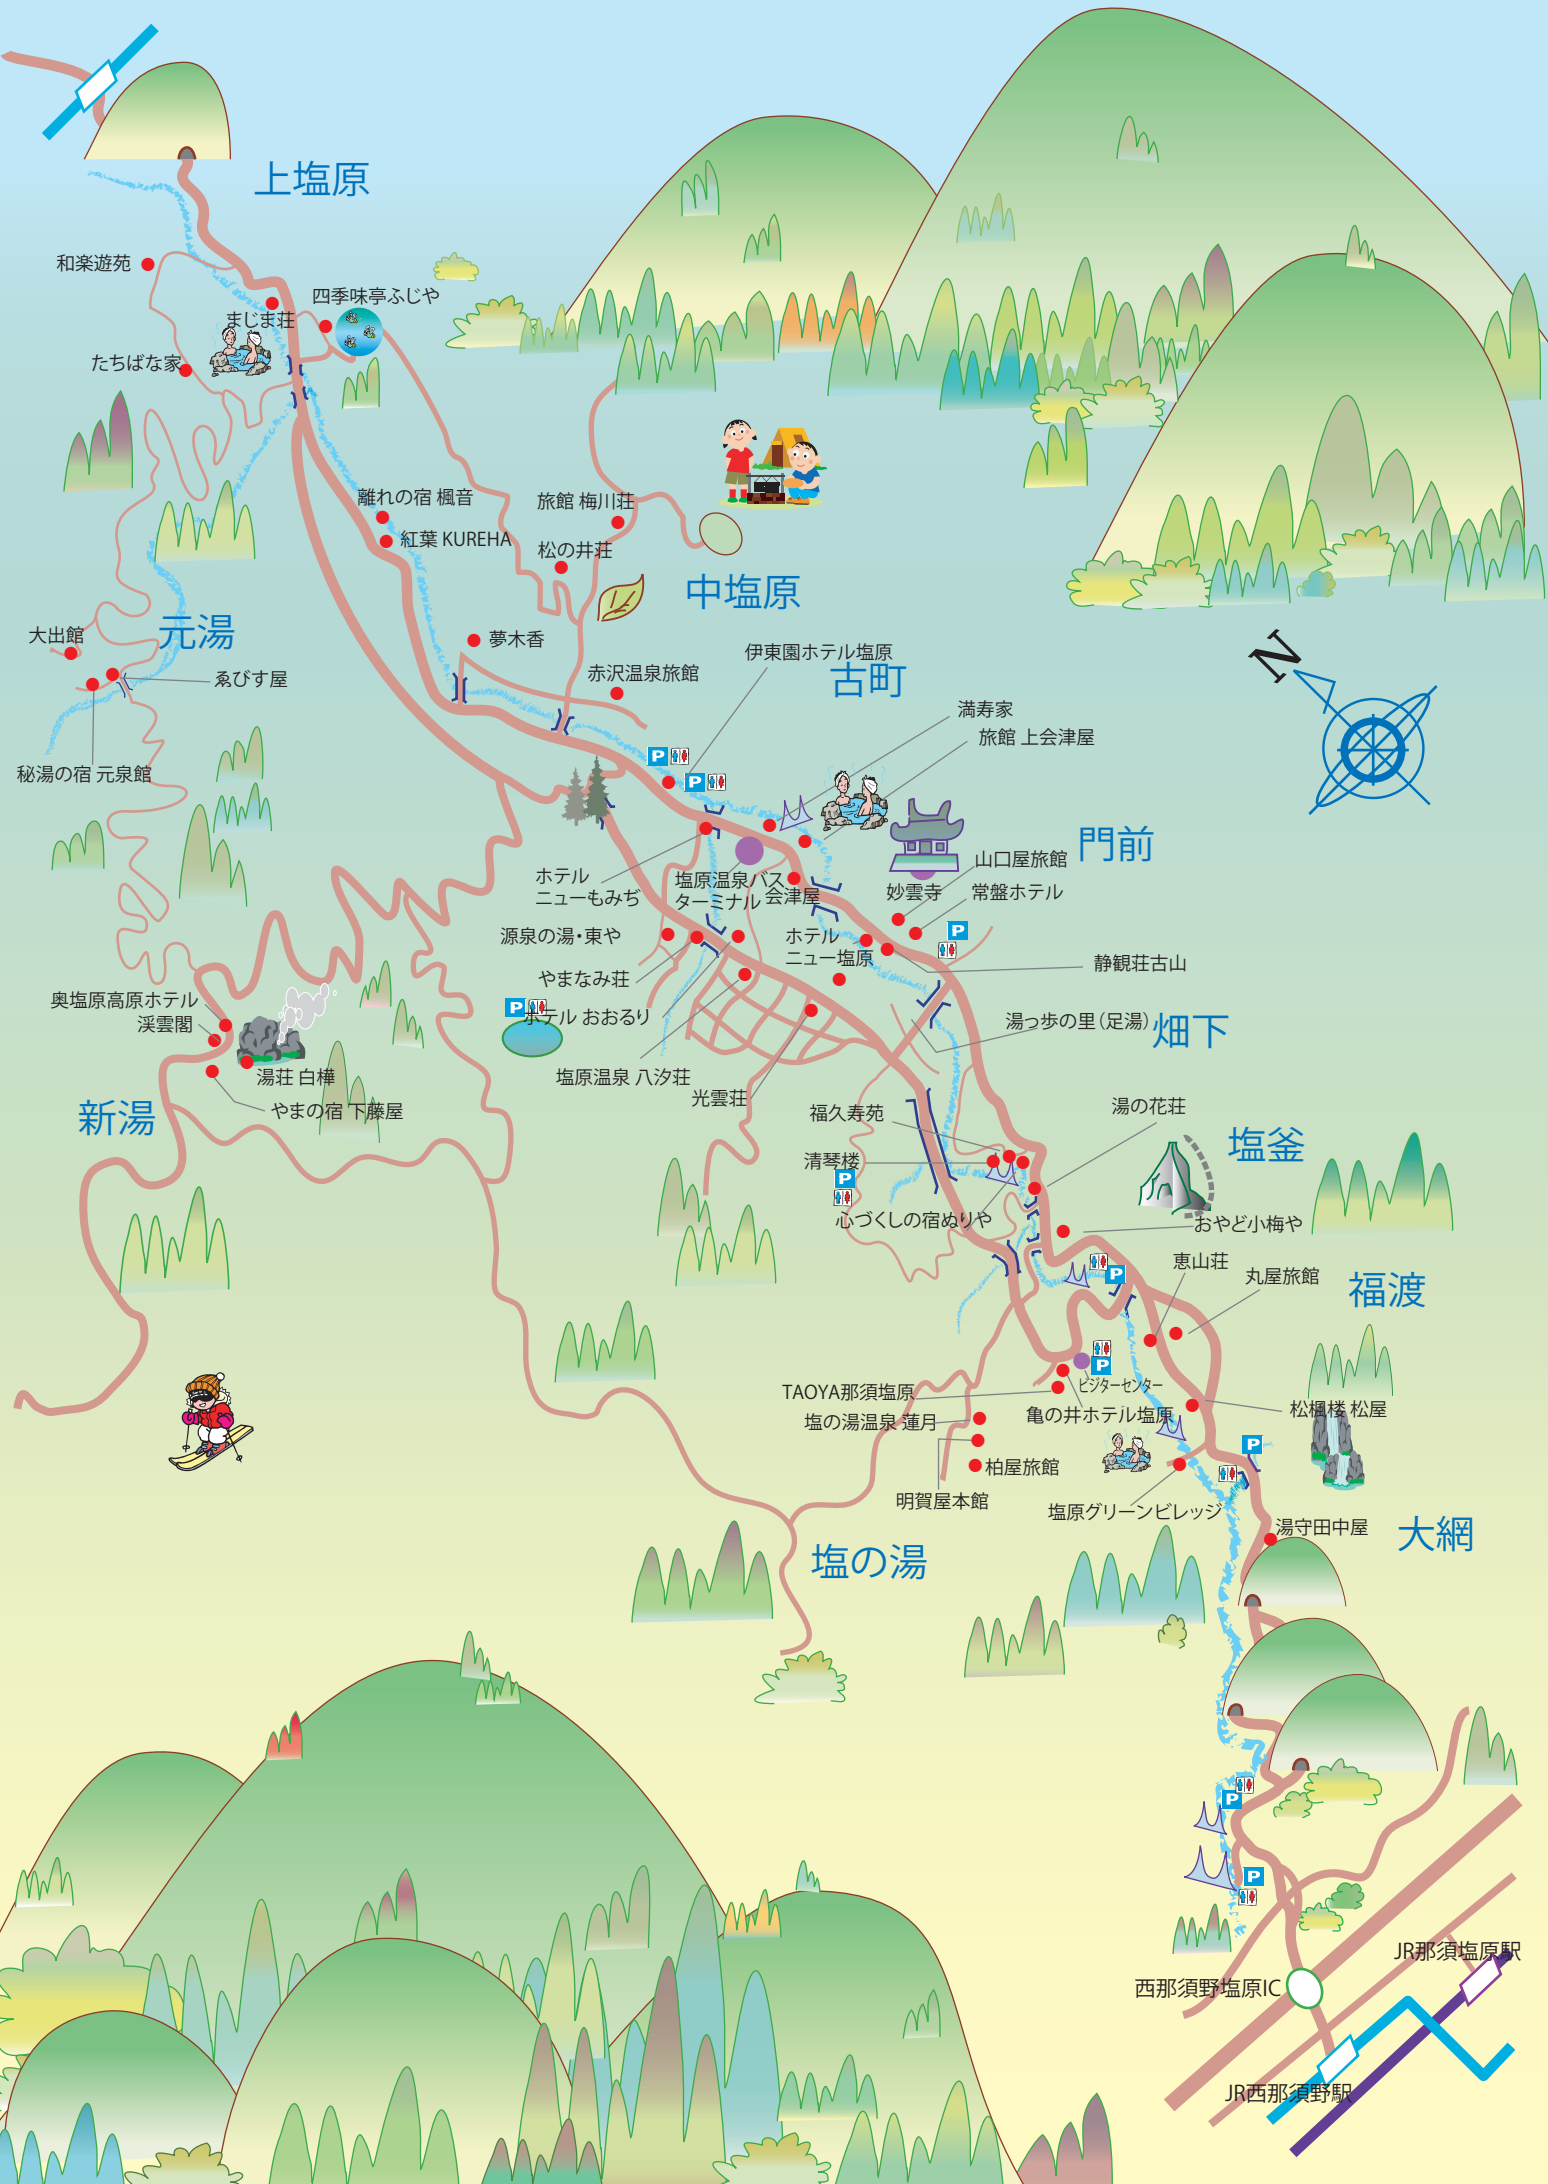 上塩原
和楽遊苑
四季味亭ふじや
まじま荘
たちばな家
離れの宿 楓音
旅館 梅川荘
紅葉 KUREHA
松の井荘
中塩原
元湯
大出館
夢木香
伊東園ホテル塩原
N
ゑびす屋
赤沢温泉旅館
古町
満寿家
旅館 上会津屋
秘湯の宿 元泉館
P
P
門前
山口屋旅館
ホテル
ニューもみぢ
塩原温泉バス
ターミナル
会津屋
妙雲寺
常盤ホテル
源泉の湯・東や
ホテル
ニュー塩原
P
静観荘古山
やまなみ荘
奥塩原高原ホテル
渓雲閣
P
ホテル おおるり
湯っ歩の里（足湯）
畑下
湯荘 白樺
塩原温泉 八汐荘
光雲荘
やまの宿 下藤屋
新湯
福久寿苑
湯の花荘
塩釜
清琴楼
P
心づくしの宿ぬりや
おやど小梅や
恵山荘
丸屋旅館
福渡
P
P
ビジターセンター
TAOYA那須塩原
塩の湯温泉 蓮月
亀の井ホテル塩原
松楓楼 松屋
P
柏屋旅館
明賀屋本館
塩原グリーンビレッジ
湯守田中屋
大網
塩の湯
P
P
JR那須塩原駅
西那須野塩原IC
JR西那須野駅